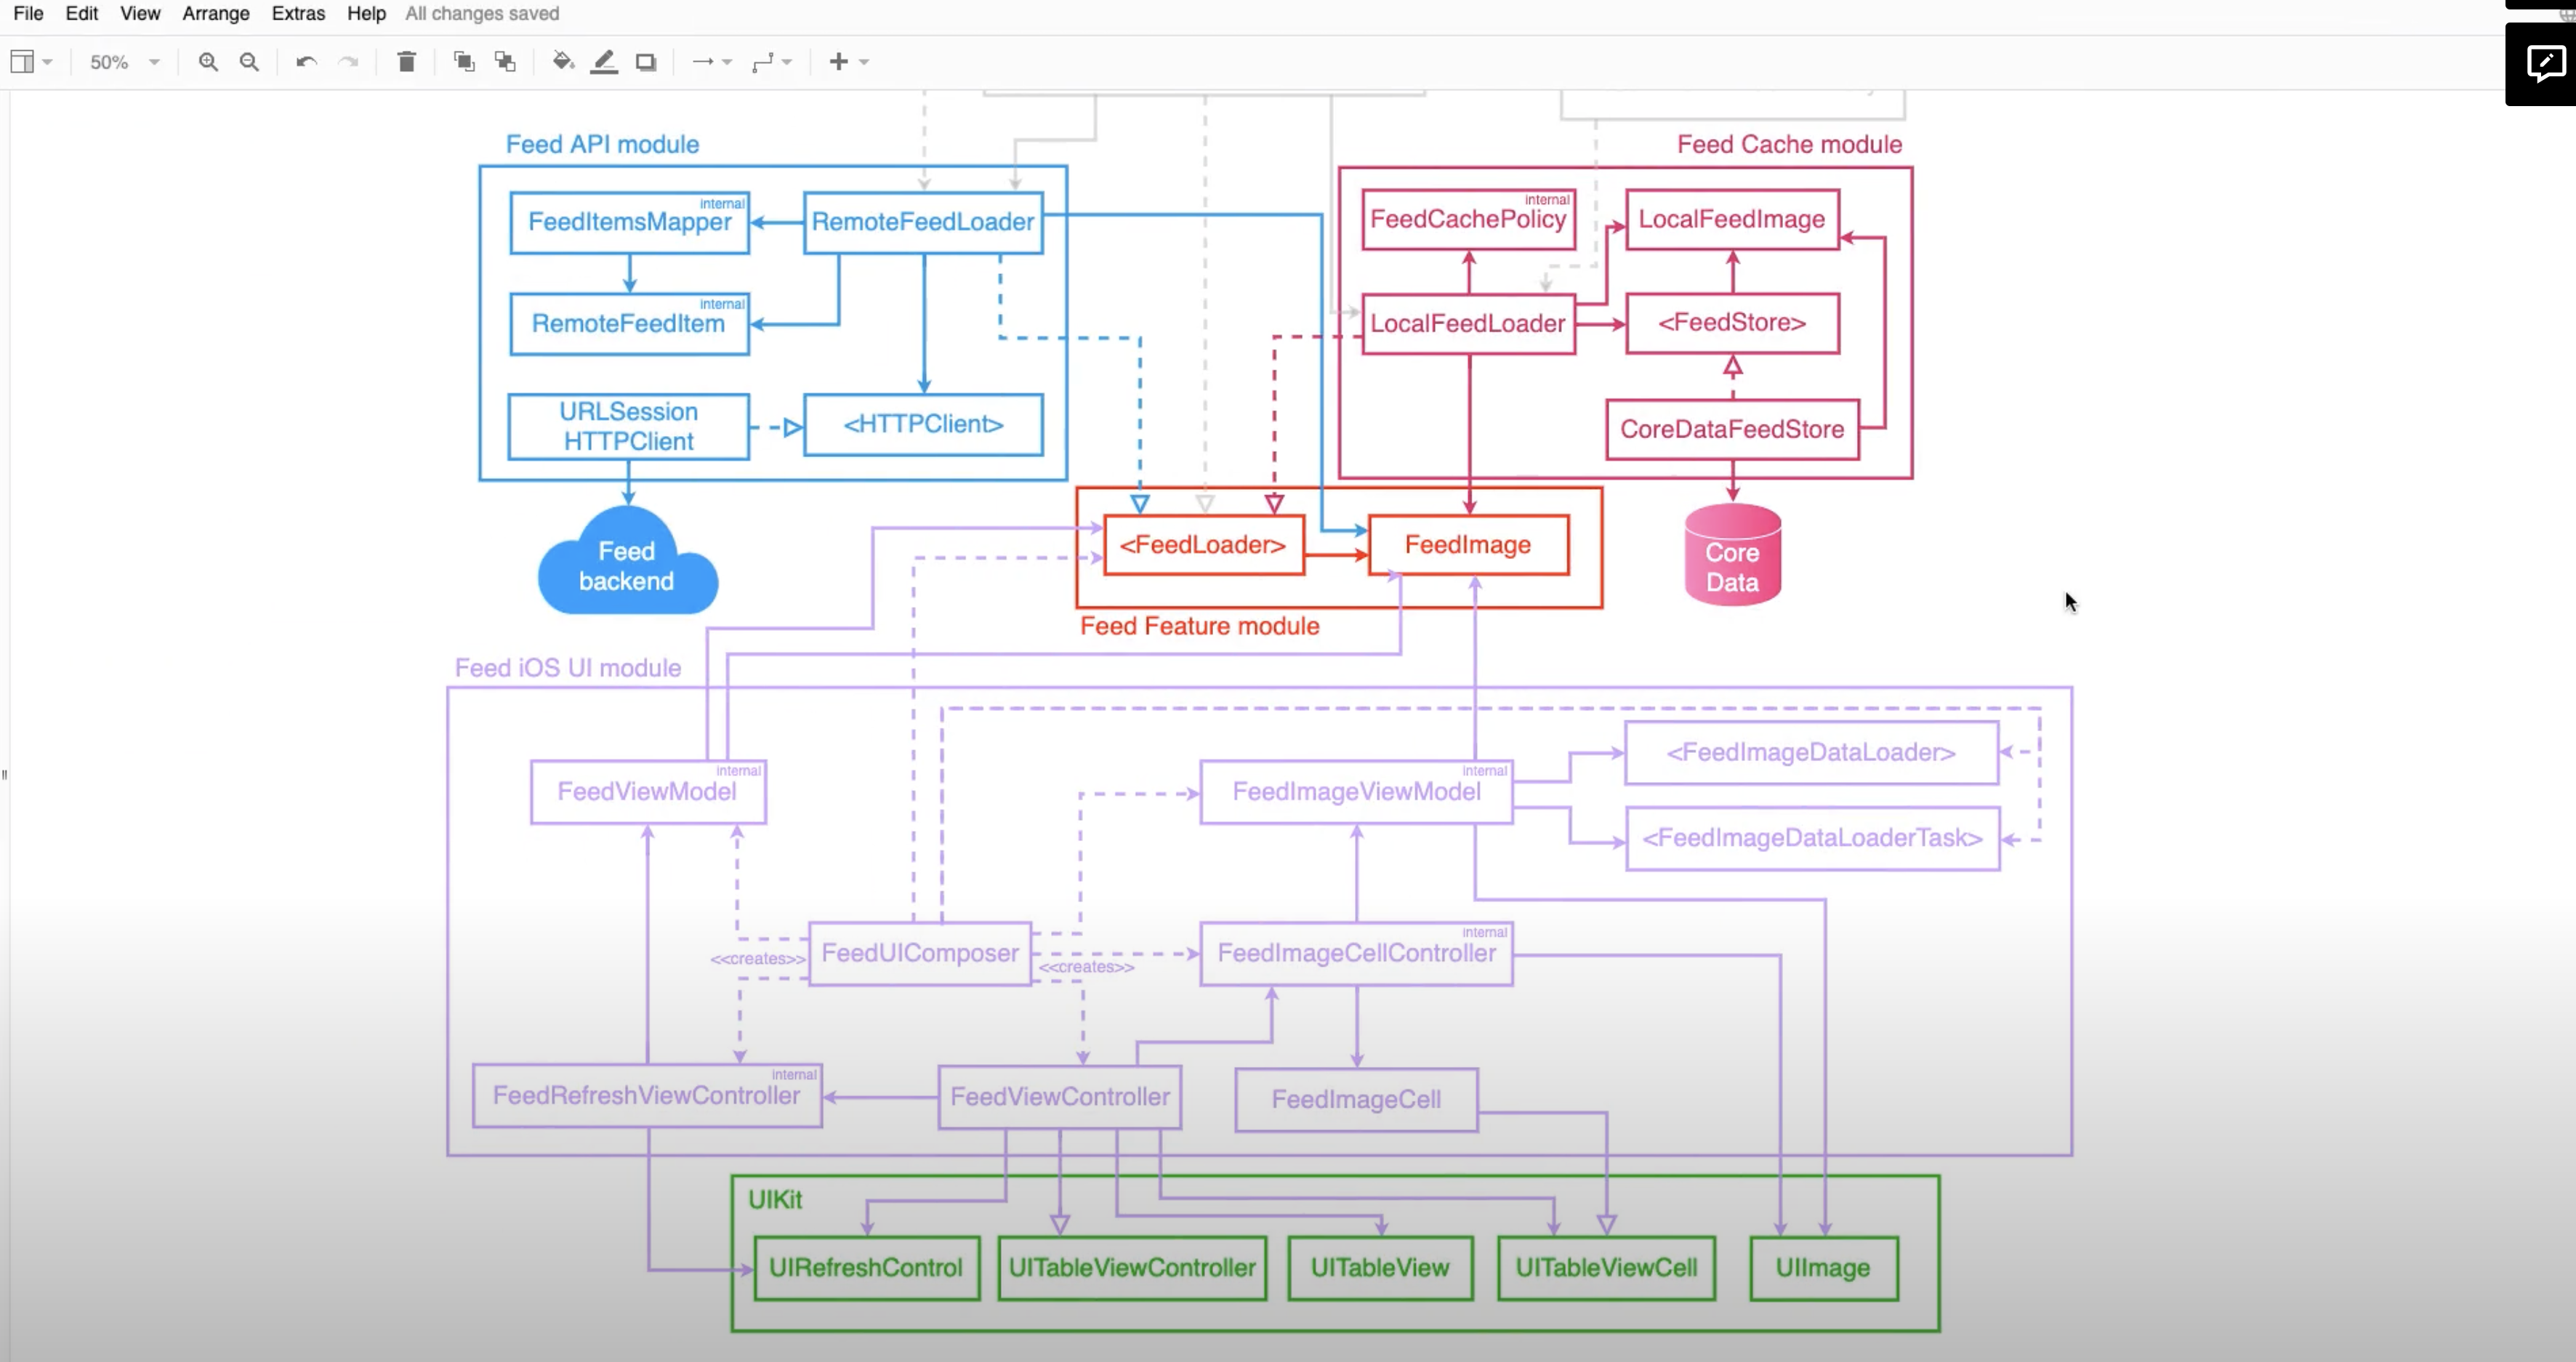 File Edit View Arrange Extras Help All changes saved
50%
Feed API module
Feed Cache module
internal
FeedItemsMapper
RemoteFeedLoader
internal
FeedCachePolicy
LocalFeedImage
internal
RemoteFeedItem
LocalFeedLoader
<FeedStore>
URLSession
HTTPClient
<HTTPClient>
CoreDataFeedStore
Feed
backend
<FeedLoader>
FeedImage
Core
Data
Feed Feature module
Feed iOS UI module
internal
FeedViewModel
internal
FeedImageViewModel
<FeedImageDataLoader>
<FeedImageDataLoaderTask>
FeedUIComposer
internal
FeedImageCellController
<<creates>>
<<creates>>
internal
FeedRefreshViewController
FeedViewController
FeedImageCell
UIKit
UIRefreshControl
UITableViewController
UITableView
UITableViewCell
UIImage